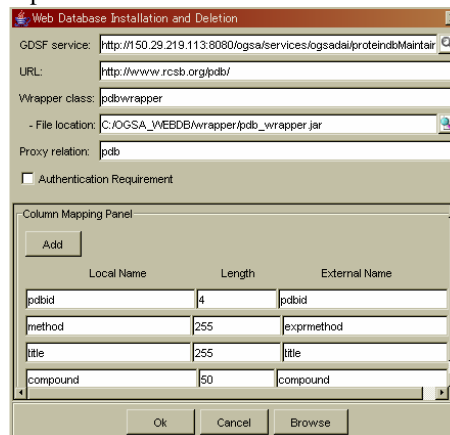 Web Database Installation and Deletion
GDSF service: http://150.29.219.113:8080/ogsa/services/ogsadai/proteindbMaintair
URL: http://www.rcsb.org/pdb/
Wrapper class: pdbwrapper
- File location: C:/OGSA_WEBDB/wrapper/pdb_wrapper.jar
Proxy relation: pdb
Authentication Requirement
Column Mapping Panel
Add
Local Name Length External Name
pdbid 4 pdbid
method 255 exprmethod
title 255 title
compound 50 compound
Ok Cancel Browse